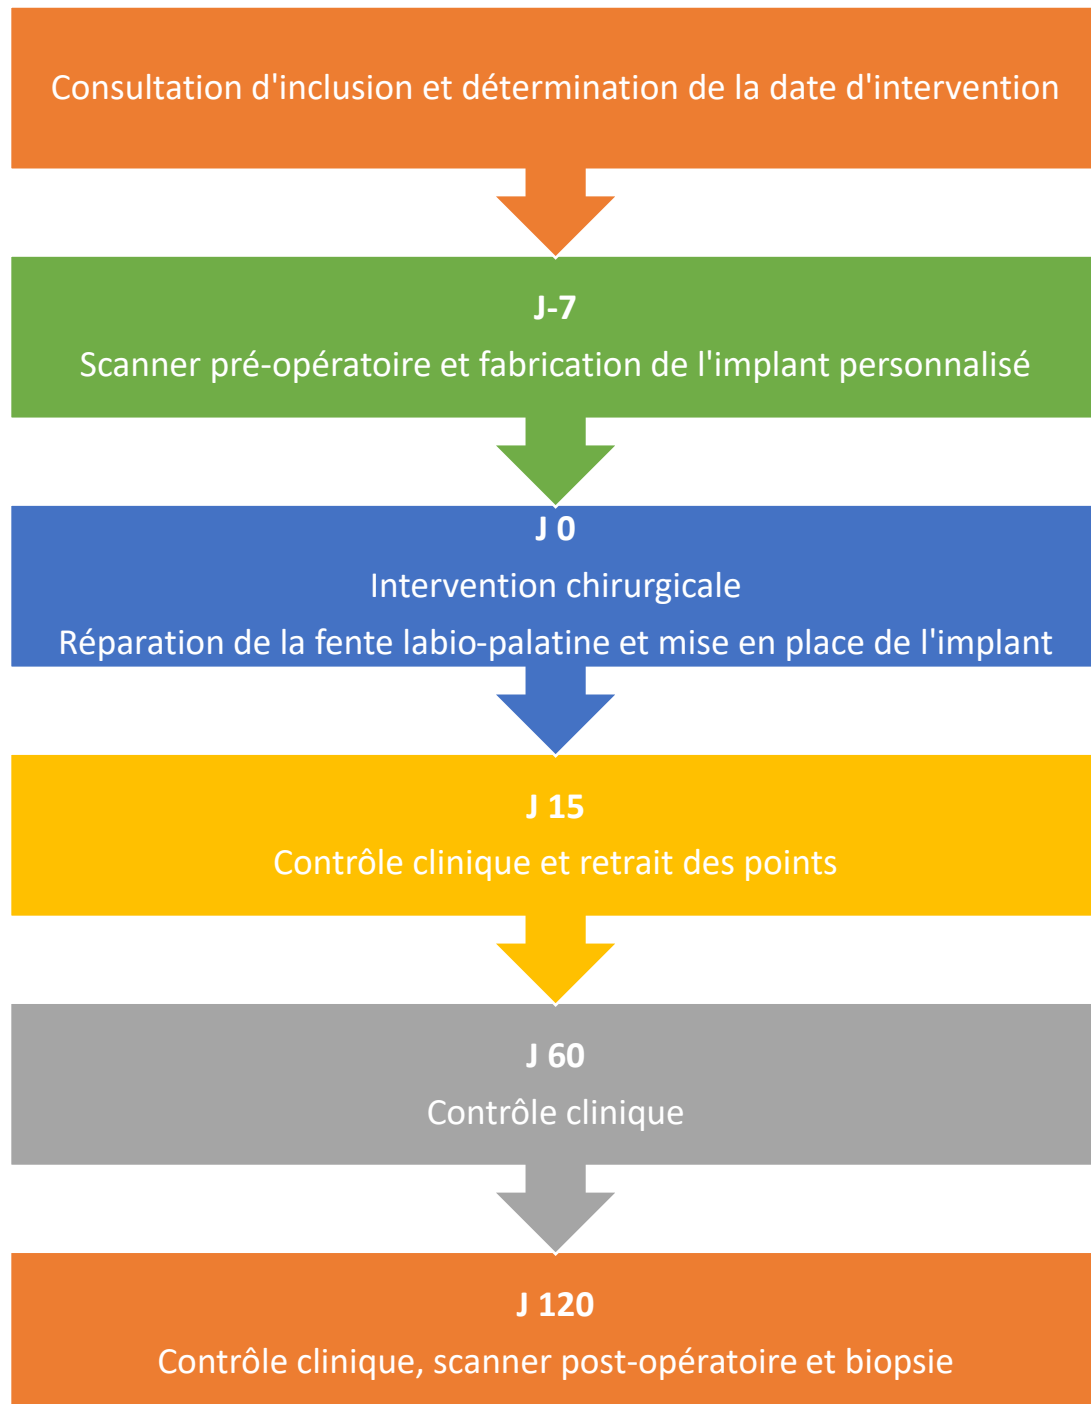 Consultation d'inclusion et détermination de la date d'intervention
J-7
Scanner pré-opératoire et fabrication de l'implant personnalisé
J 0
Intervention chirurgicale
Réparation de la fente labio-palatine et mise en place de l'implant
J 15
Contrôle clinique et retrait des points
J 60
Contrôle clinique
J 120
Contrôle clinique, scanner post-opératoire et biopsie